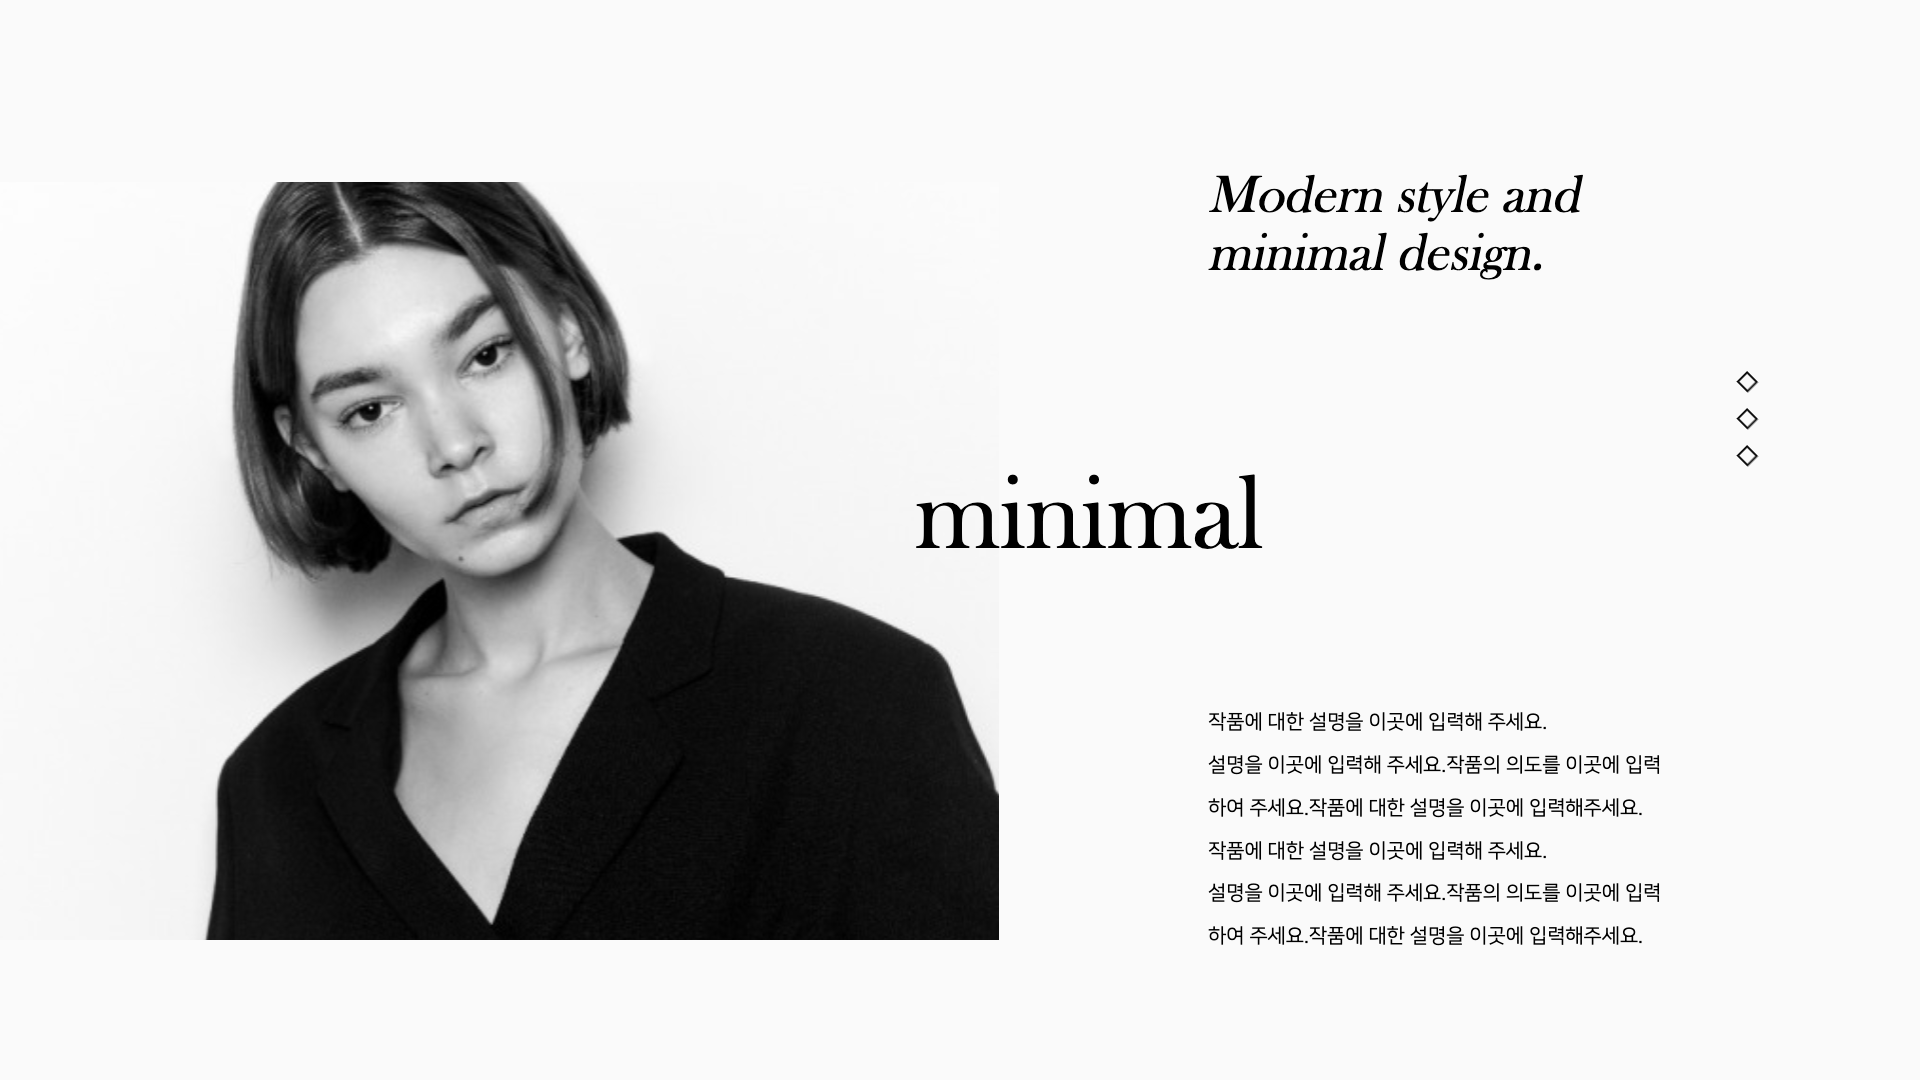 Modern style and
minimal design.
minimal
작품에 대한 설명을 이곳에 입력해 주세요.
설명을 이곳에 입력해 주세요.작품의 의도를 이곳에 입력
하여 주세요.작품에 대한 설명을 이곳에 입력해주세요.
작품에 대한 설명을 이곳에 입력해 주세요.
설명을 이곳에 입력해 주세요.작품의 의도를 이곳에 입력
하여 주세요.작품에 대한 설명을 이곳에 입력해주세요.